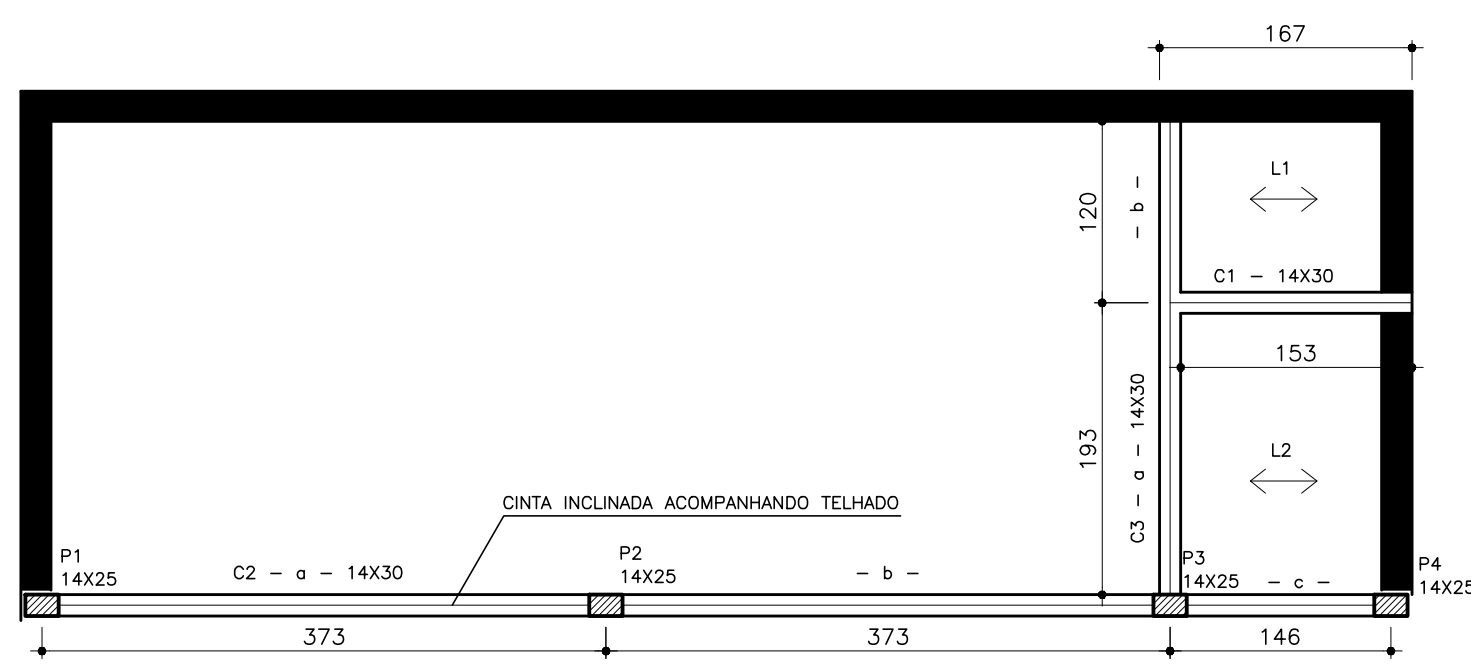 167
L1
120
- b -
C1 - 14X30
153
193
C3 - a - 14X30
L2
CINTA INCLINADA ACOMPANHANDO TELHADO
P1
14X25
C2 - a - 14X30
P2
14X25
- b -
P3
14X25
- c -
P4
14X25
373
373
146